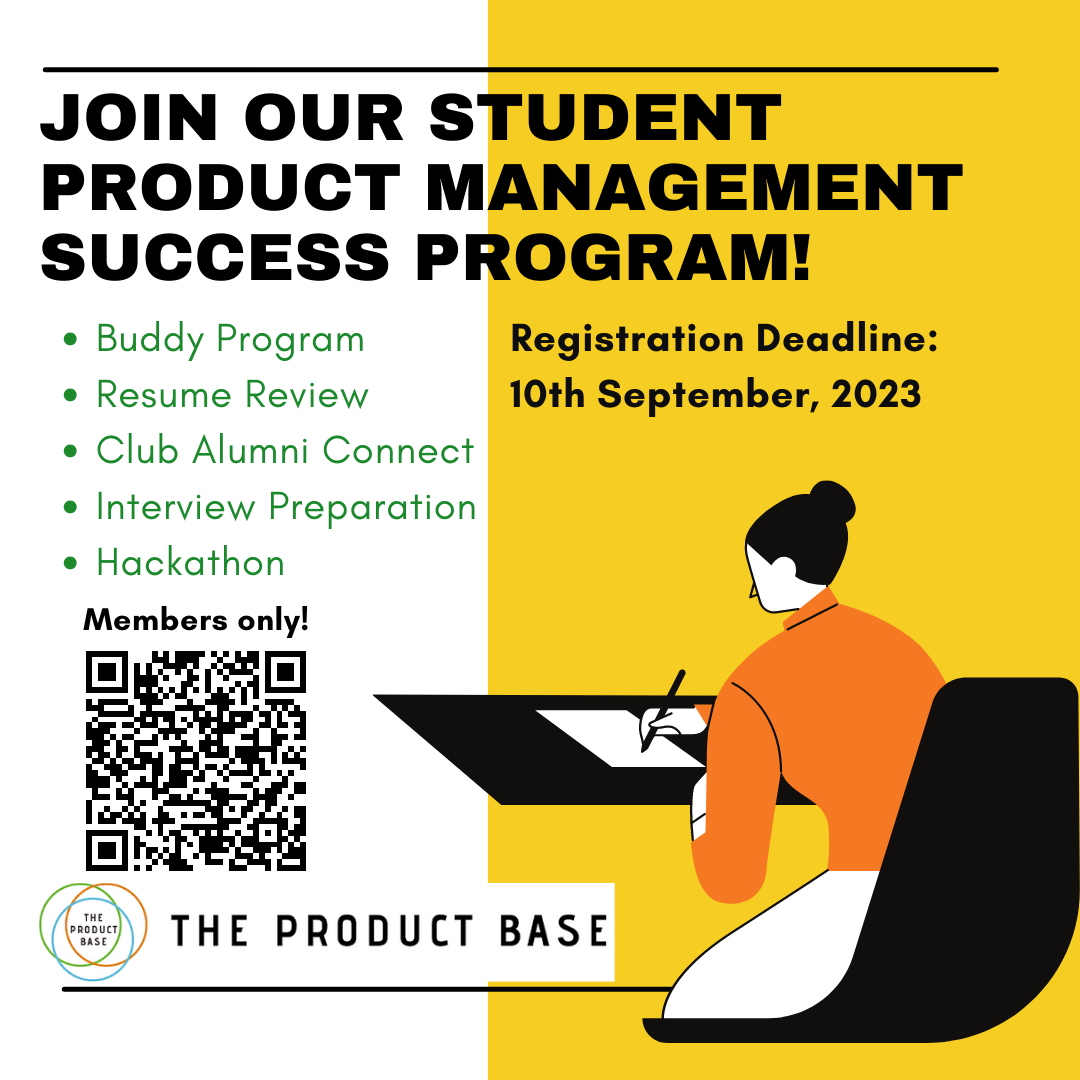 JOIN OUR STUDENT
PRODUCT MANAGEMENT
SUCCESS PROGRAM!
Buddy Program
Resume Review
Club Alumni Connect
Interview Preparation
Hackathon
Registration Deadline:
10th September, 2023
Members only!
THE
PRODUCT
BASE
THE PRODUCT BASE